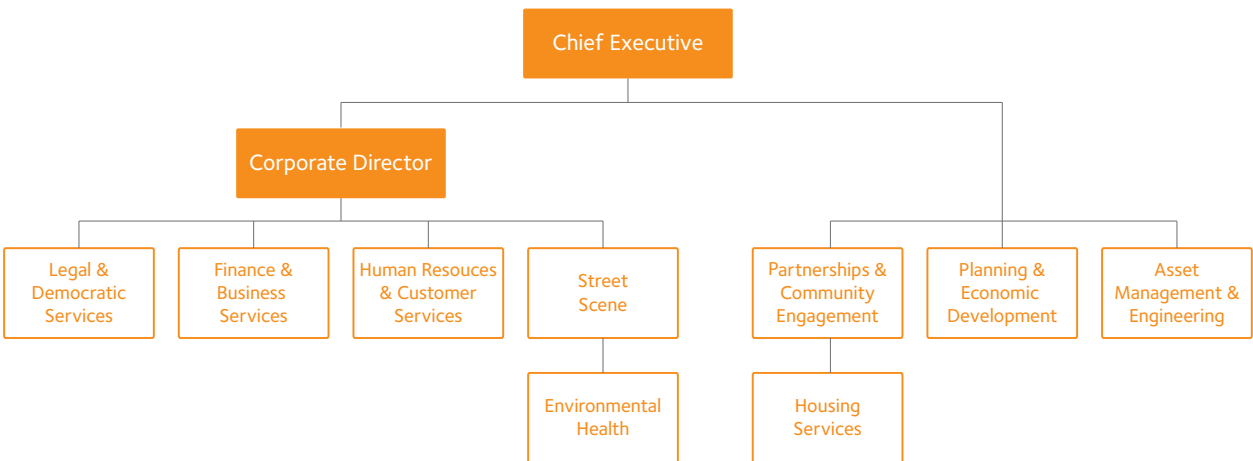 Chief Executive
Corporate Director
Legal &
Democratic
Services
Finance &
Business
Services
Human Resouces
& Customer
Services
Street
Scene
Partnerships &
Community
Engagement
Planning &
Economic
Development
Asset
Management &
Engineering
Environmental
Health
Housing
Services